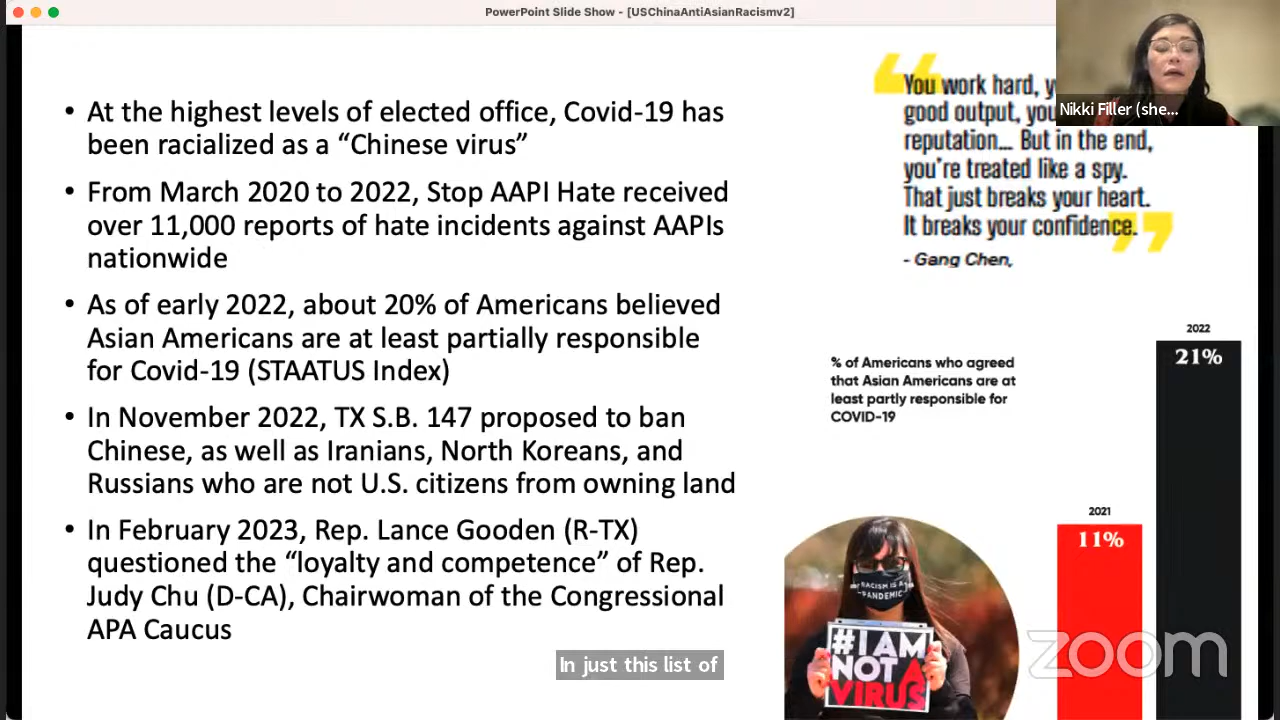 PowerPoint Slide Show - [USChinaAntiAsianRacismv2]
• At the highest levels of elected office, Covid-19 has
been racialized as a “Chinese virus”
• From March 2020 to 2022, Stop AAPI Hate received
over 11,000 reports of hate incidents against AAPIs
nationwide
• As of early 2022, about 20% of Americans believed
Asian Americans are at least partially responsible
for Covid-19 (STAATUS Index)
• In November 2022, TX S.B. 147 proposed to ban
Chinese, as well as Iranians, North Koreans, and
Russians who are not U.S. citizens from owning land
• In February 2023, Rep. Lance Gooden (R-TX)
questioned the “loyalty and competence” of Rep.
Judy Chu (D-CA), Chairwoman of the Congressional
APA Caucus
“You work hard,
good output,
reputation... But in the end,
you’re treated like a spy.
That just breaks your heart.
It breaks your confidence.”
- Gang Chen,
Nikki Filler (she...
% of Americans who agreed
that Asian Americans are at
least partly responsible for
COVID-19
2022
21%
2021
11%
RACISM IS A
PANDEMIC
#I AM
NOT A
VIRUS
In just this list of
zoom